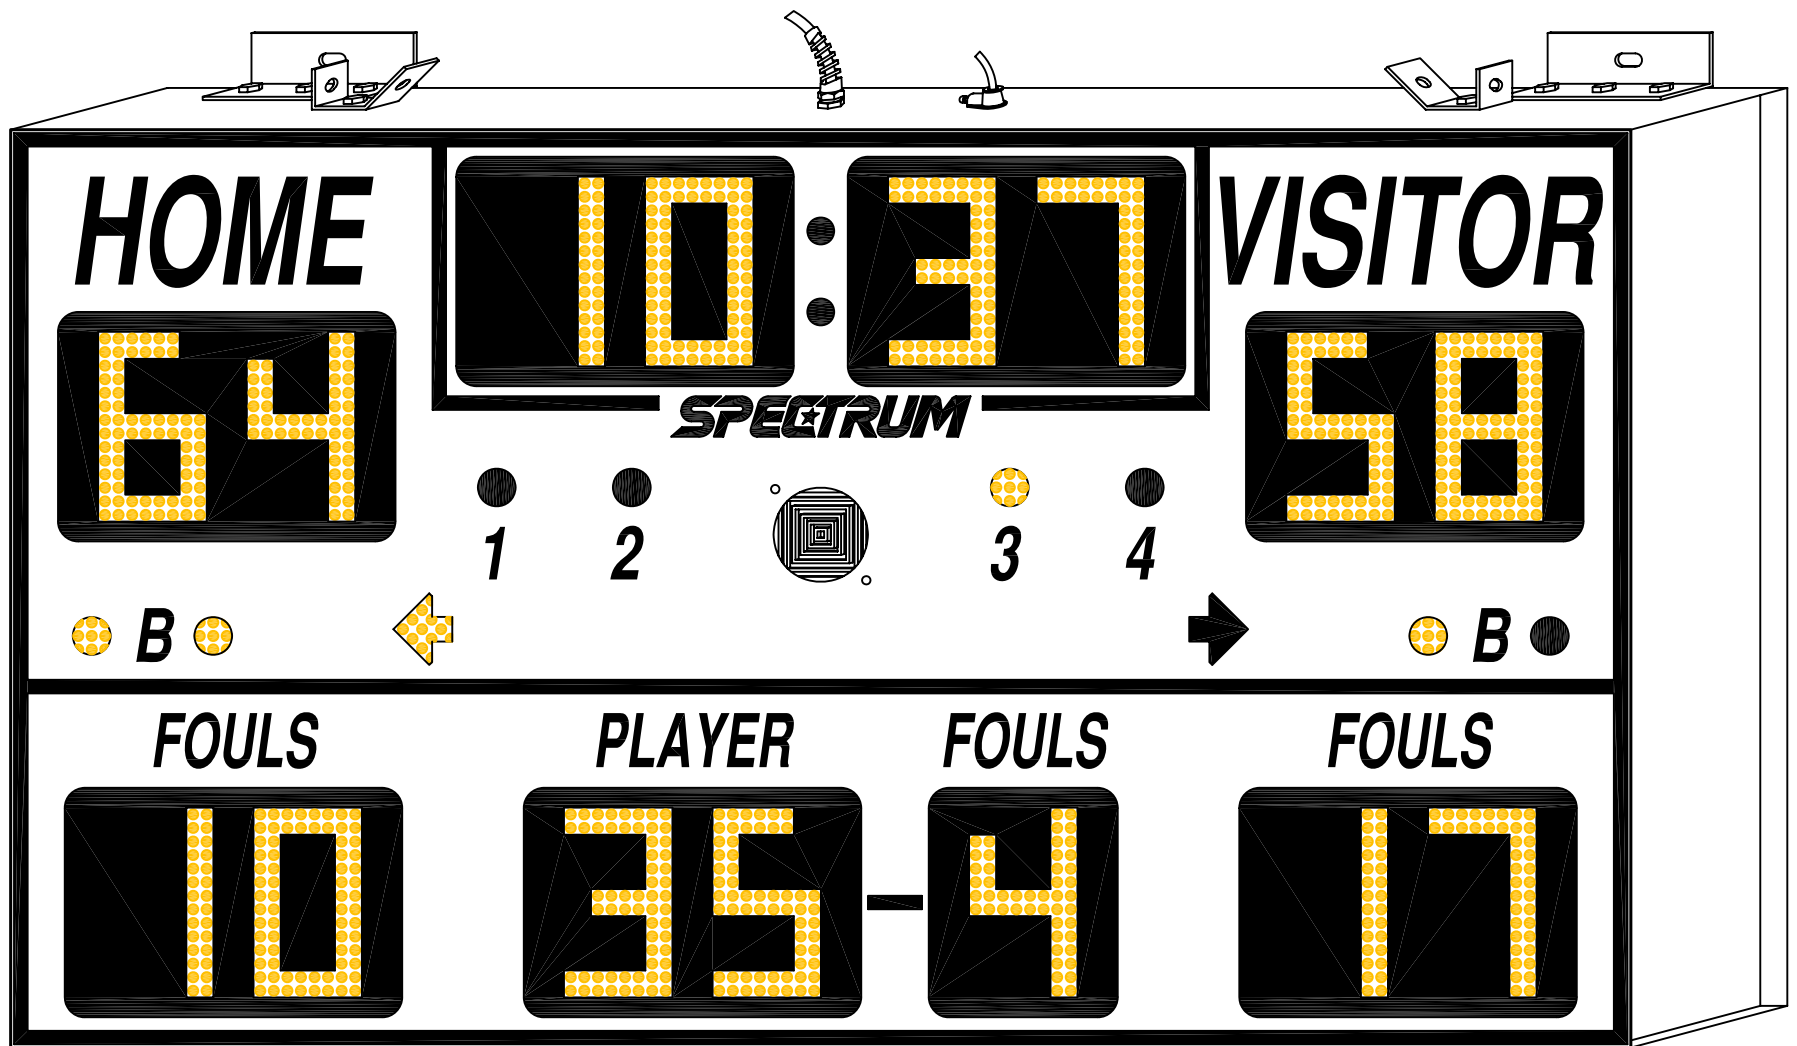 HOME 10:37 VISITOR
64 58
SPECTRUM
1 2 3 4
B B
FOULS PLAYER FOULS FOULS
10 35-4 17